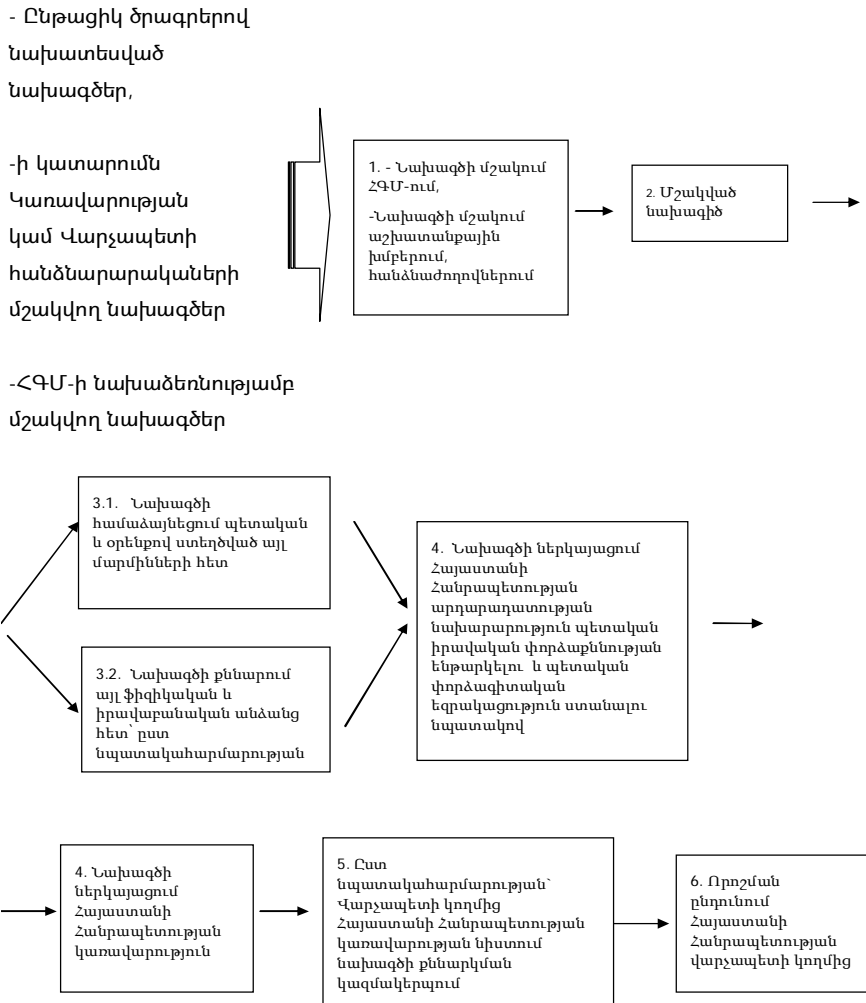 - Ընթացիկ ծրագրերով
նախատեսված
նախագծեր,
-ի կատարումն
Կառավարության
կամ Վարչապետի
հանձնարարակաների
մշակվող նախագծեր
-ՀԳՄ-ի նախաձեռնությամբ
մշակվող նախագծեր
1. - Նախագծի մշակում
ՀԳՄ-ում,
-Նախագծի մշակում
աշխատանքային
խմբերում,
հանձնաժողովներում
2. Մշակված
նախագիծ
3.1. Նախագծի
համաձայնեցում պետական
և օրենքով ստեղծված այլ
մարմինների հետ
3.2. Նախագծի քննարում
այլ ֆիզիկական և
իրավաբանական անձանց
հետ՝ ըստ
նպատակահարմարության
4. Նախագծի ներկայացում
Հայաստանի
Հանրապետության
արդարադատության
նախարարություն պետական
իրավական փորձաքննության
ենթարկելու և պետական
փորձագիտական
եզրակացություն ստանալու
նպատակով
4. Նախագծի
ներկայացում
Հայաստանի
Հանրապետության
կառավարություն
5. Ըստ
նպատակահարմարության՝
Վարչապետի կողմից
Հայաստանի Հանրապետության
կառավարության նիստում
նախագծի քննարկման
կազմակերպում
6. Որոշման
ընդունում
Հայաստանի
Հանրապետության
վարչապետի կողմից